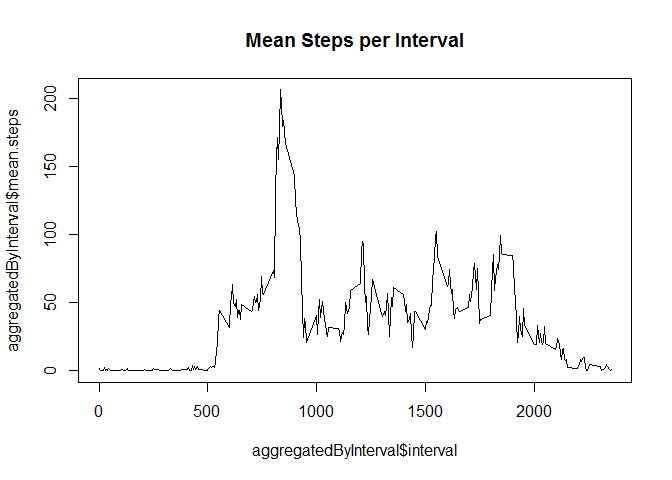 Mean Steps per Interval
aggregatedByInterval$mean.steps
200
150
100
50
0
0 500 1000 1500 2000
aggregatedByInterval$interval